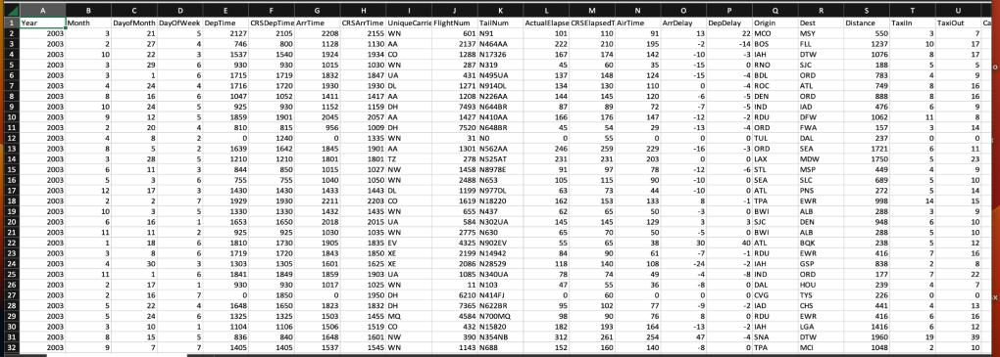 A B C D E F G H I J K L M N O P Q R S T U
1 Year Month DayofMonth DayOfWeek DepTime CRSDepTime ArrTime CRSArrTime UniqueCarrie FlightNum TailNum ActualElapse CRSElapsedT AirTime ArrDelay DepDelay Origin Dest Distance TaxiIn TaxiOut Ca
2 2003 3 21 5 2127 2105 2208 2155 WN 601 N91 101 110 91 13 22 MCO MSY 550 3 7
3 2003 2 27 4 746 800 1128 1130 AA 2137 N464AA 222 210 195 -2 -14 BOS FLL 1237 10 17
4 2003 10 22 3 1537 1540 1924 1934 CO 1288 N17326 167 174 142 -10 -3 IAH DTW 1076 8 17
5 2003 3 29 6 930 930 1015 1030 WN 287 N319 45 60 35 -15 0 RNO SJC 188 5 5
6 2003 3 1 6 1715 1719 1832 1847 UA 431 N495UA 137 148 124 -15 -4 BDL ORD 783 4 9
7 2003 4 24 4 1716 1720 1930 1930 DL 1271 N914DL 134 130 110 0 -4 ROC ATL 749 8 16
8 2003 8 16 6 1047 1052 1411 1417 AA 1208 N226AA 144 145 120 -6 -5 DEN ORD 888 8 16
9 2003 10 24 5 925 930 1152 1159 DH 7493 N644BR 87 89 72 -7 -5 IND IAD 476 6 9
10 2003 9 12 5 1859 1901 2045 2057 AA 1427 N410AA 166 176 147 -12 -2 RDU DFW 1062 11 8
11 2003 2 20 4 810 815 956 1009 DH 7520 N648BR 45 54 29 -13 -4 ORD FWA 157 3 14
12 2003 4 8 2 0 1240 0 1335 WN 31 N0 0 55 0 0 0 TUL DAL 237 0 0
13 2003 8 5 2 1639 1642 1845 1901 AA 1301 N562AA 246 259 229 -16 -3 ORD SEA 1721 6 11
14 2003 3 28 5 1210 1210 1801 1801 TZ 278 N525AT 231 231 203 0 0 LAX MDW 1750 5 23
15 2003 6 11 3 844 850 1015 1027 NW 1458 N8978E 91 97 78 -12 -6 STL MSP 449 4 9
16 2003 5 3 6 755 755 1040 1050 WN 2488 N653 105 115 90 -10 0 SEA SLC 689 5 10
17 2003 12 17 3 1430 1430 1433 1443 DL 1199 N977DL 63 73 44 -10 0 ATL PNS 272 5 14
18 2003 2 2 7 1929 1930 2211 2203 CO 1619 N18220 162 153 133 8 -1 TPA EWR 998 14 15
19 2003 10 3 5 1330 1330 1432 1435 WN 655 N437 62 65 50 -3 0 BWI ALB 288 3 9
20 2003 6 16 1 1653 1650 2018 2015 UA 584 N302UA 145 145 129 3 3 SJC DEN 948 6 10
21 2003 11 11 2 925 925 1030 1035 WN 2775 N630 65 70 50 -5 0 BWI ALB 288 5 10
22 2003 1 18 6 1810 1730 1905 1835 EV 4325 N902EV 55 65 38 30 40 ATL BQK 238 5 12
23 2003 3 8 6 1719 1720 1843 1850 XE 2199 N14942 84 90 61 -7 -1 RDU EWR 416 7 16
24 2003 4 30 3 1303 1305 1601 1625 XE 2086 N28529 118 140 108 -24 -2 IAH GSP 838 2 8
25 2003 11 1 6 1841 1849 1859 1903 UA 1085 N340UA 78 74 49 -4 -8 IND ORD 177 7 22
26 2003 2 17 1 930 930 1017 1025 WN 11 N103 47 55 36 -8 0 DAL HOU 239 4 7
27 2003 2 16 7 0 1850 0 1950 DH 6210 N414FJ 0 60 0 0 0 CVG TYS 226 0 0
28 2003 5 22 4 1648 1650 1823 1832 DH 7365 N622BR 95 102 77 -9 -2 IAD CHS 441 4 13
29 2003 5 24 6 1325 1325 1503 1455 MQ 4584 N700MQ 98 90 76 8 0 RDU EWR 416 6 16
30 2003 3 10 1 1104 1106 1506 1519 CO 432 N15820 182 193 164 -13 -2 IAH LGA 1416 6 12
31 2003 8 15 5 836 840 1648 1601 NW 390 N354NB 312 261 254 47 -4 SNA DTW 1960 19 39
32 2003 9 7 7 1405 1405 1537 1545 WN 1143 N688 152 160 140 -8 0 TPA MCI 1048 2 10